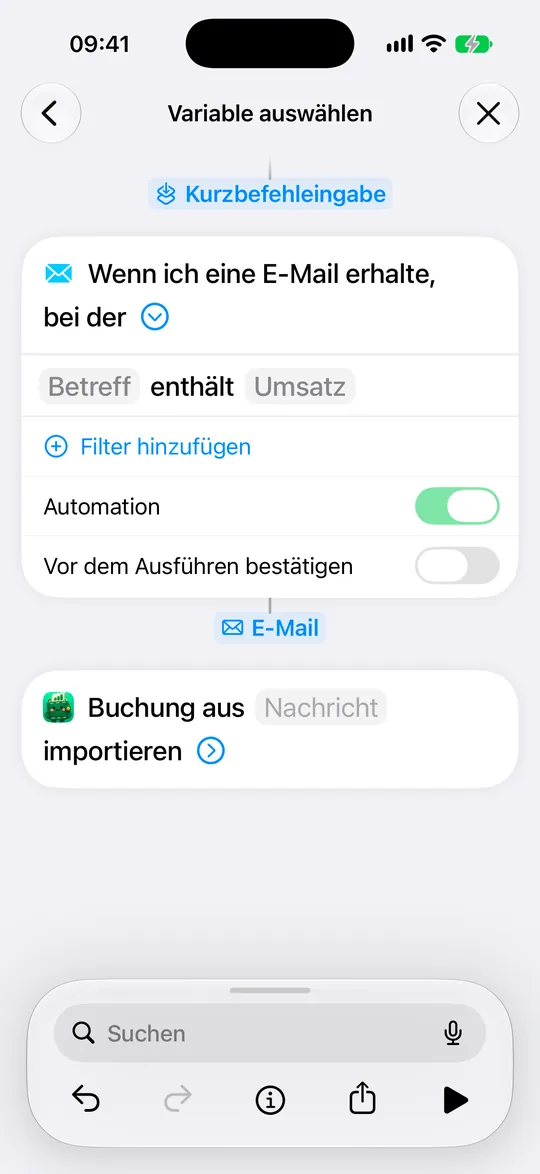 09:41
Variable auswählen
Kurzbefehleingabe
Wenn ich eine E-Mail erhalte,
bei der
Betreff enthält Umsatz
Filter hinzufügen
Automation
Vor dem Ausführen bestätigen
E-Mail
Buchung aus Nachricht
importieren
Suchen